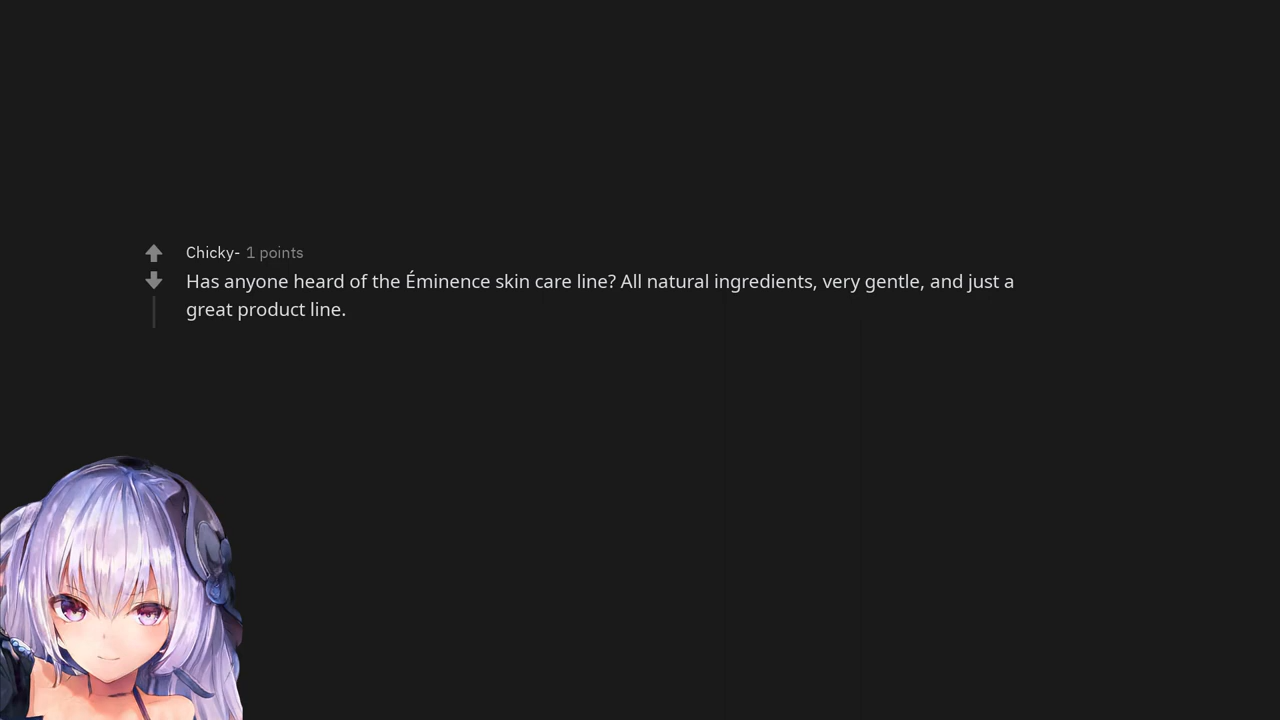 Chicky- 1 points
Has anyone heard of the Éminence skin care line? All natural ingredients, very gentle, and just a
great product line.